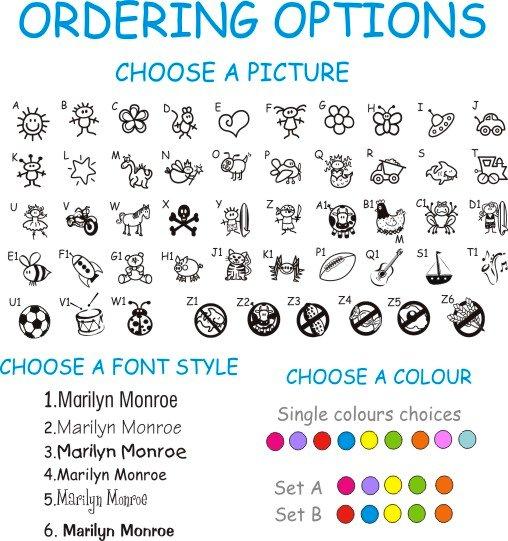 ORDERING OPTIONS
CHOOSE A PICTURE
A B C D E F G H I J
K L M N O P Q R S T
U V W X Y Z A1 B1 C1 D1
M
E1 F1 G1 H1 J1 K1 P1 Q1 S1 T1
U1 V1 W1 Z1 Z2 Z3 Z4 Z5 Z6
CHOOSE A FONT STYLE
1.Marilyn Monroe
2.Marilyn Monroe
3.Marilyn Monroe
4.Marilyn Monroe
5.Marilyn Monroe
6. Marilyn Monroe
CHOOSE A COLOUR
Single colours choices
Set A
Set B